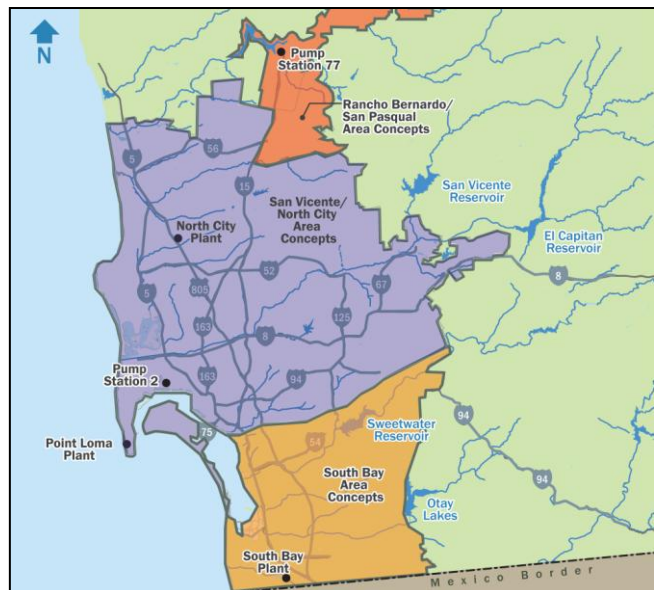 N
Pump
Station 77
Rancho Bernardo/
San Pasqual
Area Concepts
5
56
15
San Vicente/
North City
Area
Concepts
San Vicente
Reservoir
North City
Plant
El Capitan
Reservoir
52
8
5
805
67
163
125
8
Pump
Station 2
163
94
Point Loma
Plant
75
Sweetwater
Reservoir
94
54
South Bay
Area
Concepts
94
Otay
Lakes
South Bay
Plant
Mexico Border